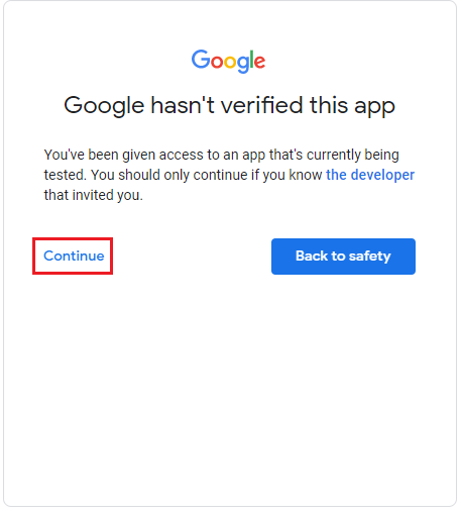 Google
Google hasn't verified this app
You've been given access to an app that's currently being
tested. You should only continue if you know the developer
that invited you.
Continue
Back to safety